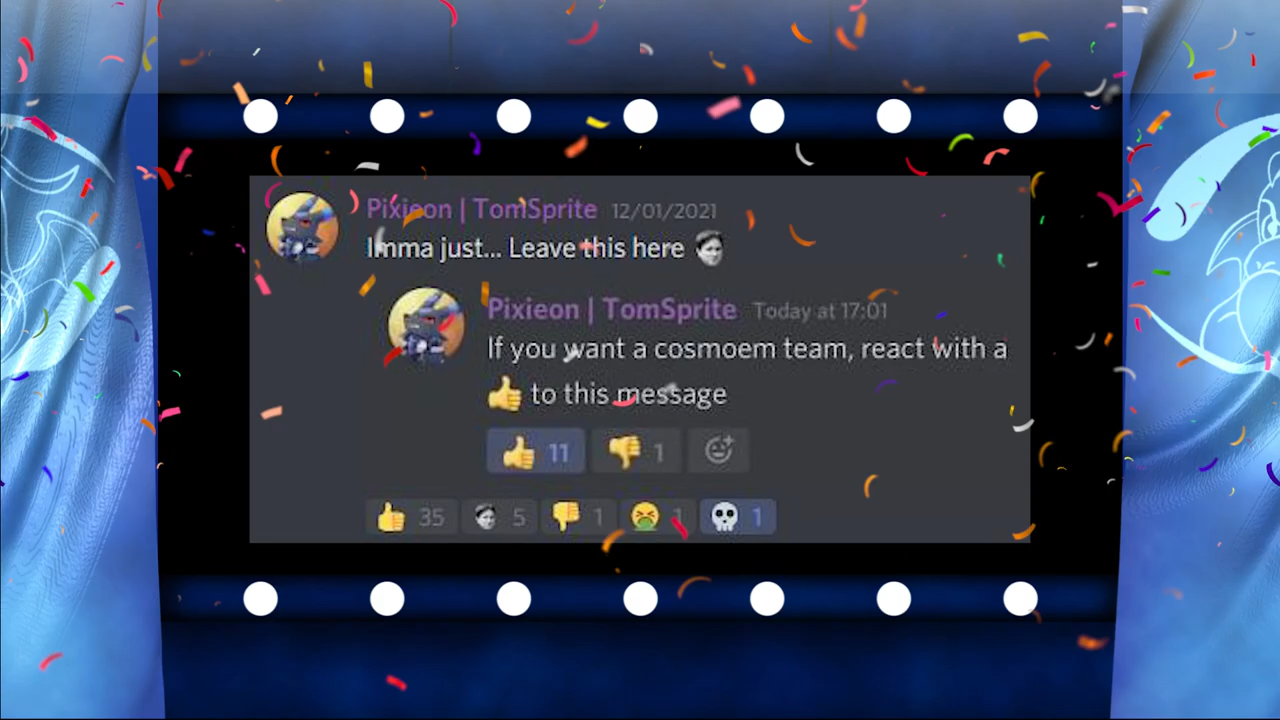 Pixieon | TomSprite 12/01/2021
Imma just... Leave this here
Pixieon | TomSprite Today at 17:01
If you want a cosmoem team, react with a
👍 to this message
👍 11 👎 1
👍 35 5 👎 1 🤮 1 💀 1